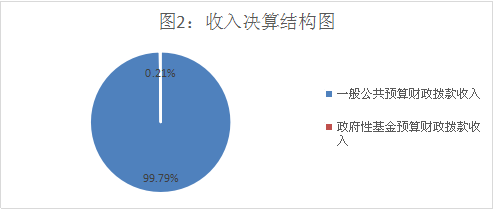 图2：收入决算结构图
0.21%
99.79%
一般公共预算财政拨款收入
政府性基金预算财政拨款收
入